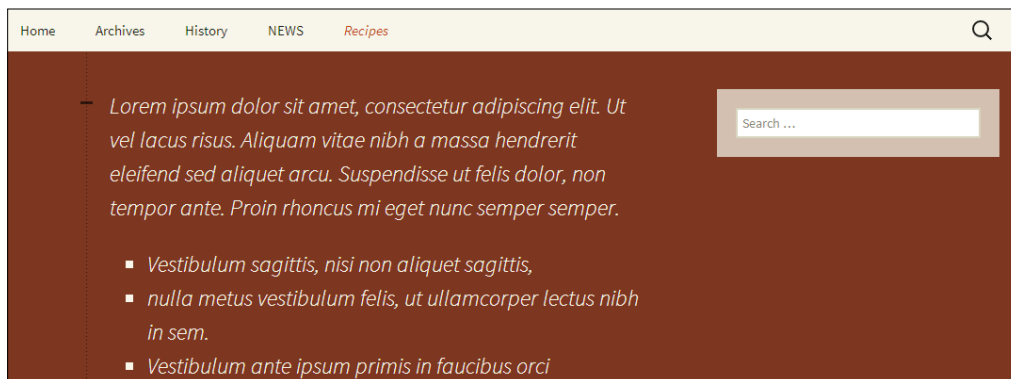 Home Archives History NEWS Recipes
Lorem ipsum dolor sit amet, consectetur adipiscing elit. Ut
vel lacus risus. Aliquam vitae nibh a massa hendrerit
eleifend sed aliquet arcu. Suspendisse ut felis dolor, non
tempor ante. Proin rhoncus mi eget nunc semper semper.
Vestibulum sagittis, nisi non aliquet sagittis,
nulla metus vestibulum felis, ut ullamcorper lectus nibh
in sem.
Vestibulum ante ipsum primis in faucibus orci
Search ...